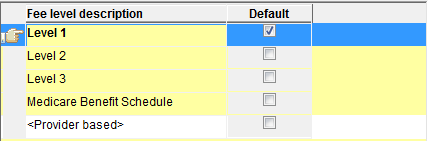 Fee level description Default
Level 1
Level 2
Level 3
Medicare Benefit Schedule
<Provider based>